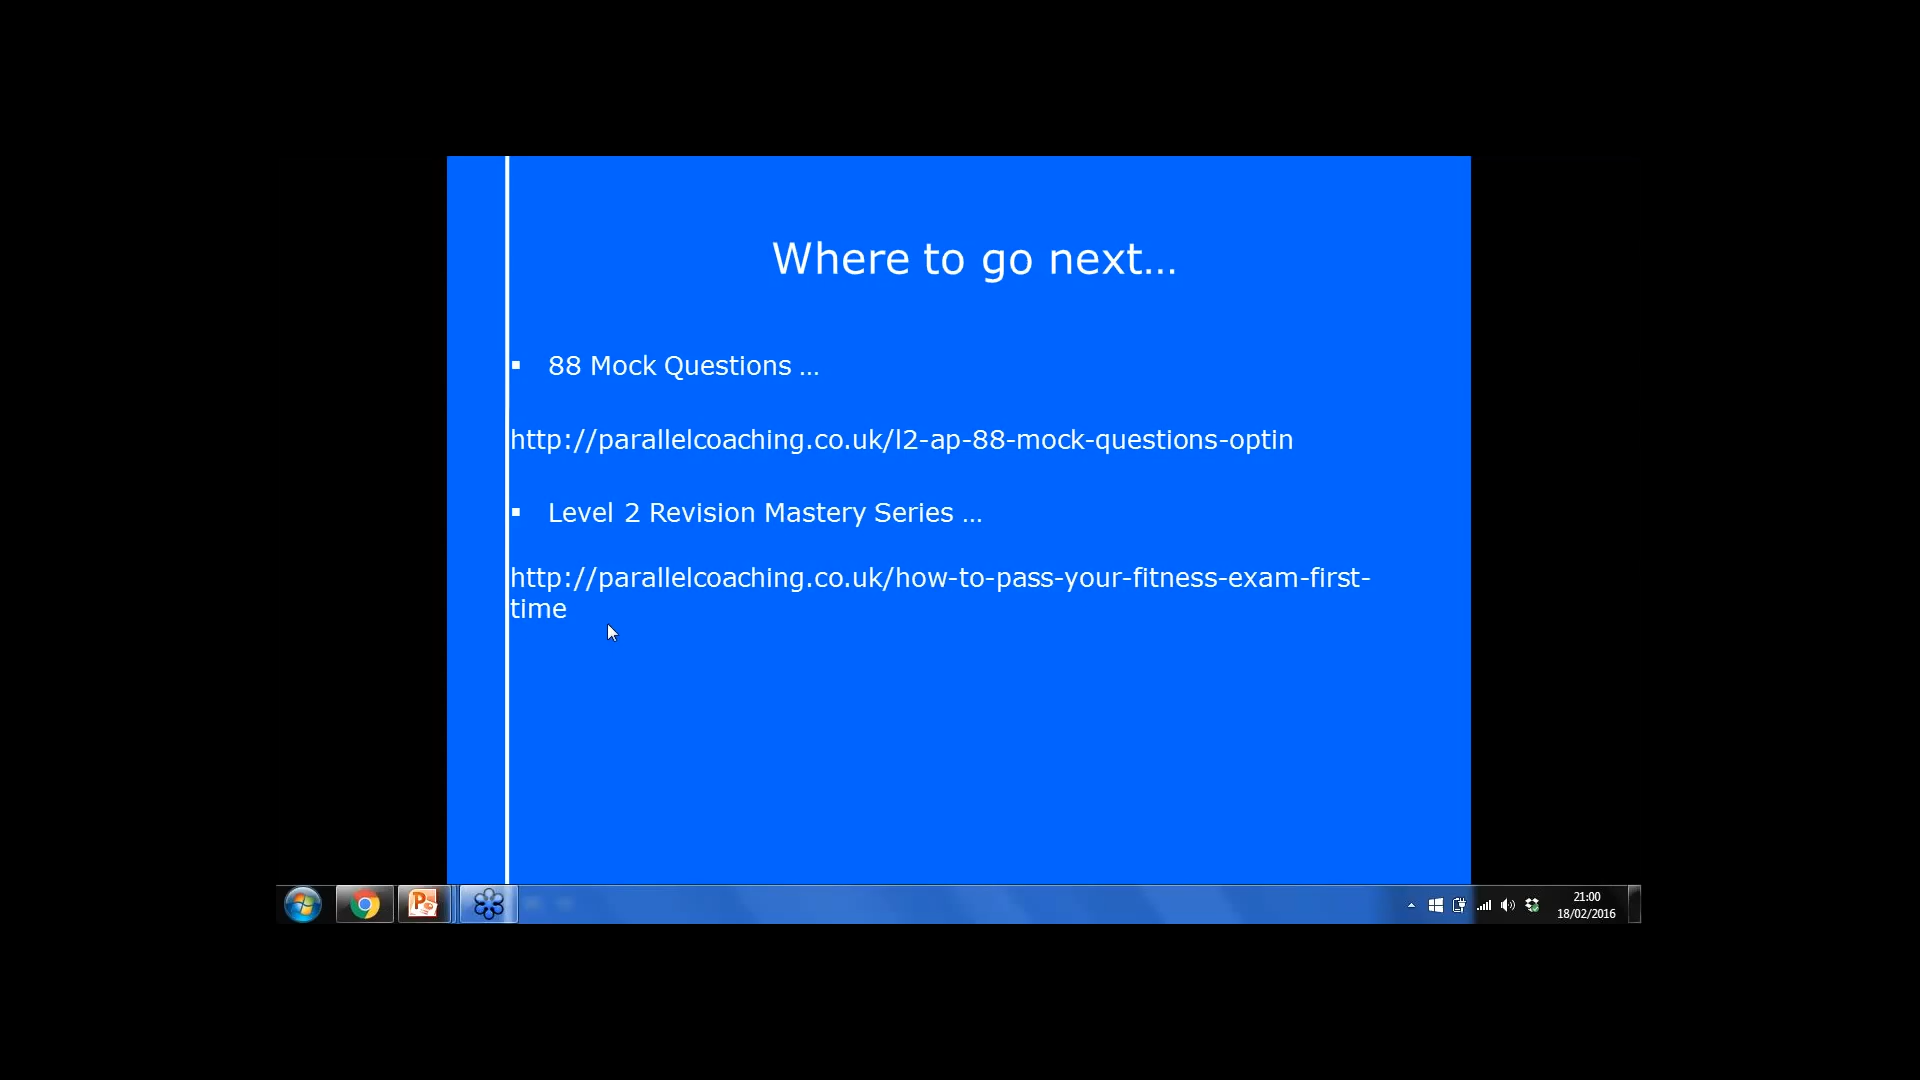 Where to go next...
▪ 88 Mock Questions ...
http://parallelcoaching.co.uk/l2-ap-88-mock-questions-optin
▪ Level 2 Revision Mastery Series ...
http://parallelcoaching.co.uk/how-to-pass-your-fitness-exam-first-
time
21:00
18/02/2016